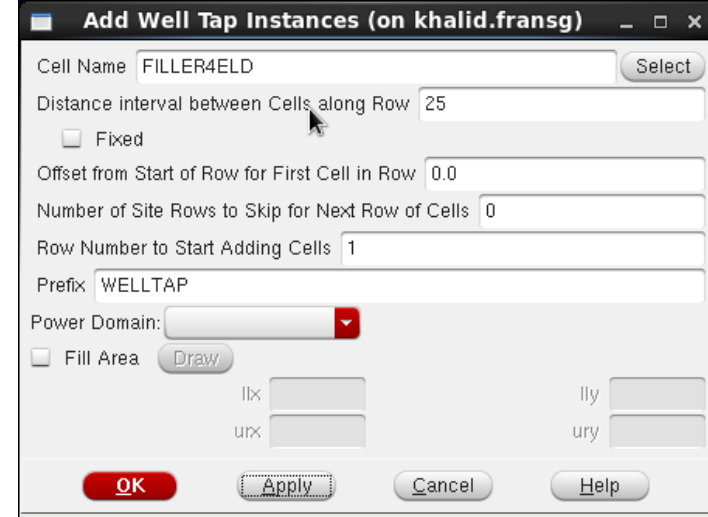 Add Well Tap Instances (on khalid.fransg)
Cell Name FILLER4ELD Select
Distance interval between Cells along Row 25
Fixed
Offset from Start of Row for First Cell in Row 0.0
Number of Site Rows to Skip for Next Row of Cells 0
Row Number to Start Adding Cells 1
Prefix WELLTAP
Power Domain:
Fill Area Draw
llx lly
urx ury
OK Apply Cancel Help